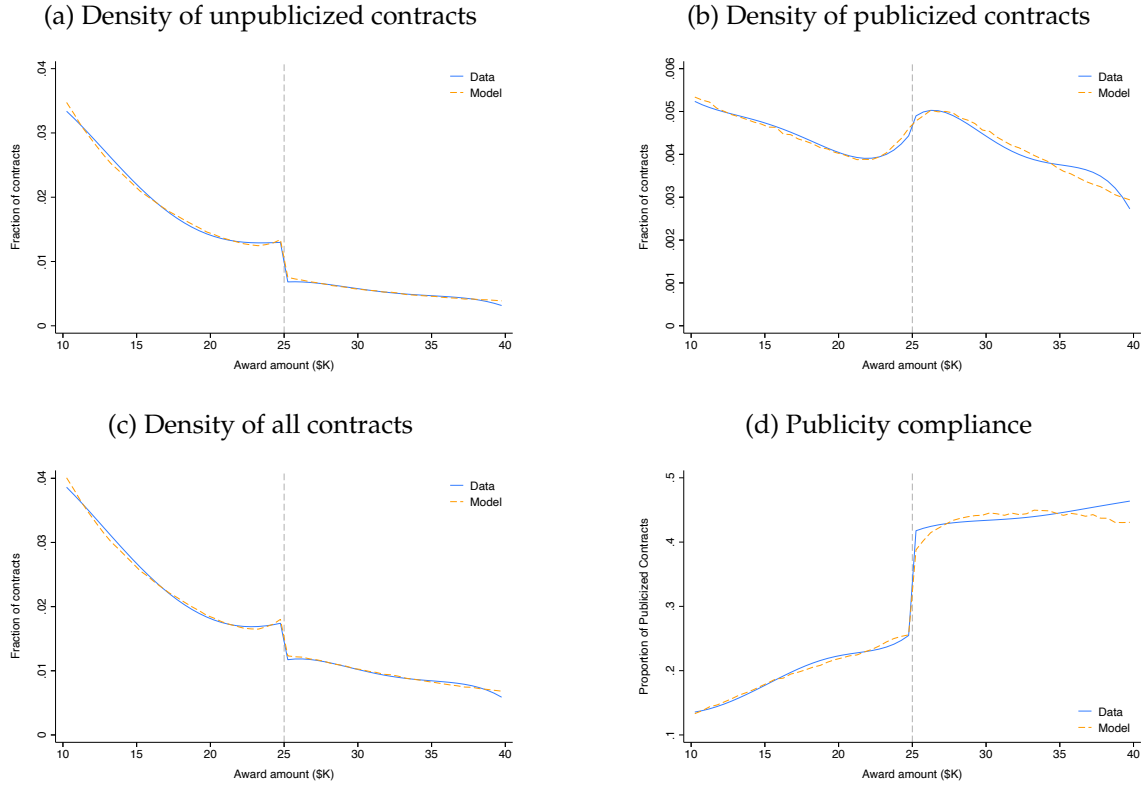 (a) Density of unpublicized contracts
.04
.03
.02
.01
0
Fraction of contracts
10 15 20 25 30 35 40
Award amount ($K)
Data
Model
(b) Density of publicized contracts
.006
.005
.004
.003
.002
.001
0
Fraction of contracts
10 15 20 25 30 35 40
Award amount ($K)
Data
Model
(c) Density of all contracts
.04
.03
.02
.01
0
Fraction of contracts
10 15 20 25 30 35 40
Award amount ($K)
Data
Model
(d) Publicity compliance
.5
.4
.3
.2
.1
Proportion of Publicized Contracts
10 15 20 25 30 35 40
Award amount ($K)
Data
Model